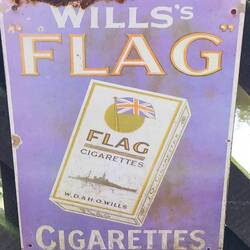 WILLS's
"FLAG"
FLAG
CIGARETTES
W.D.& H.O.WILLS
CIGARETTES